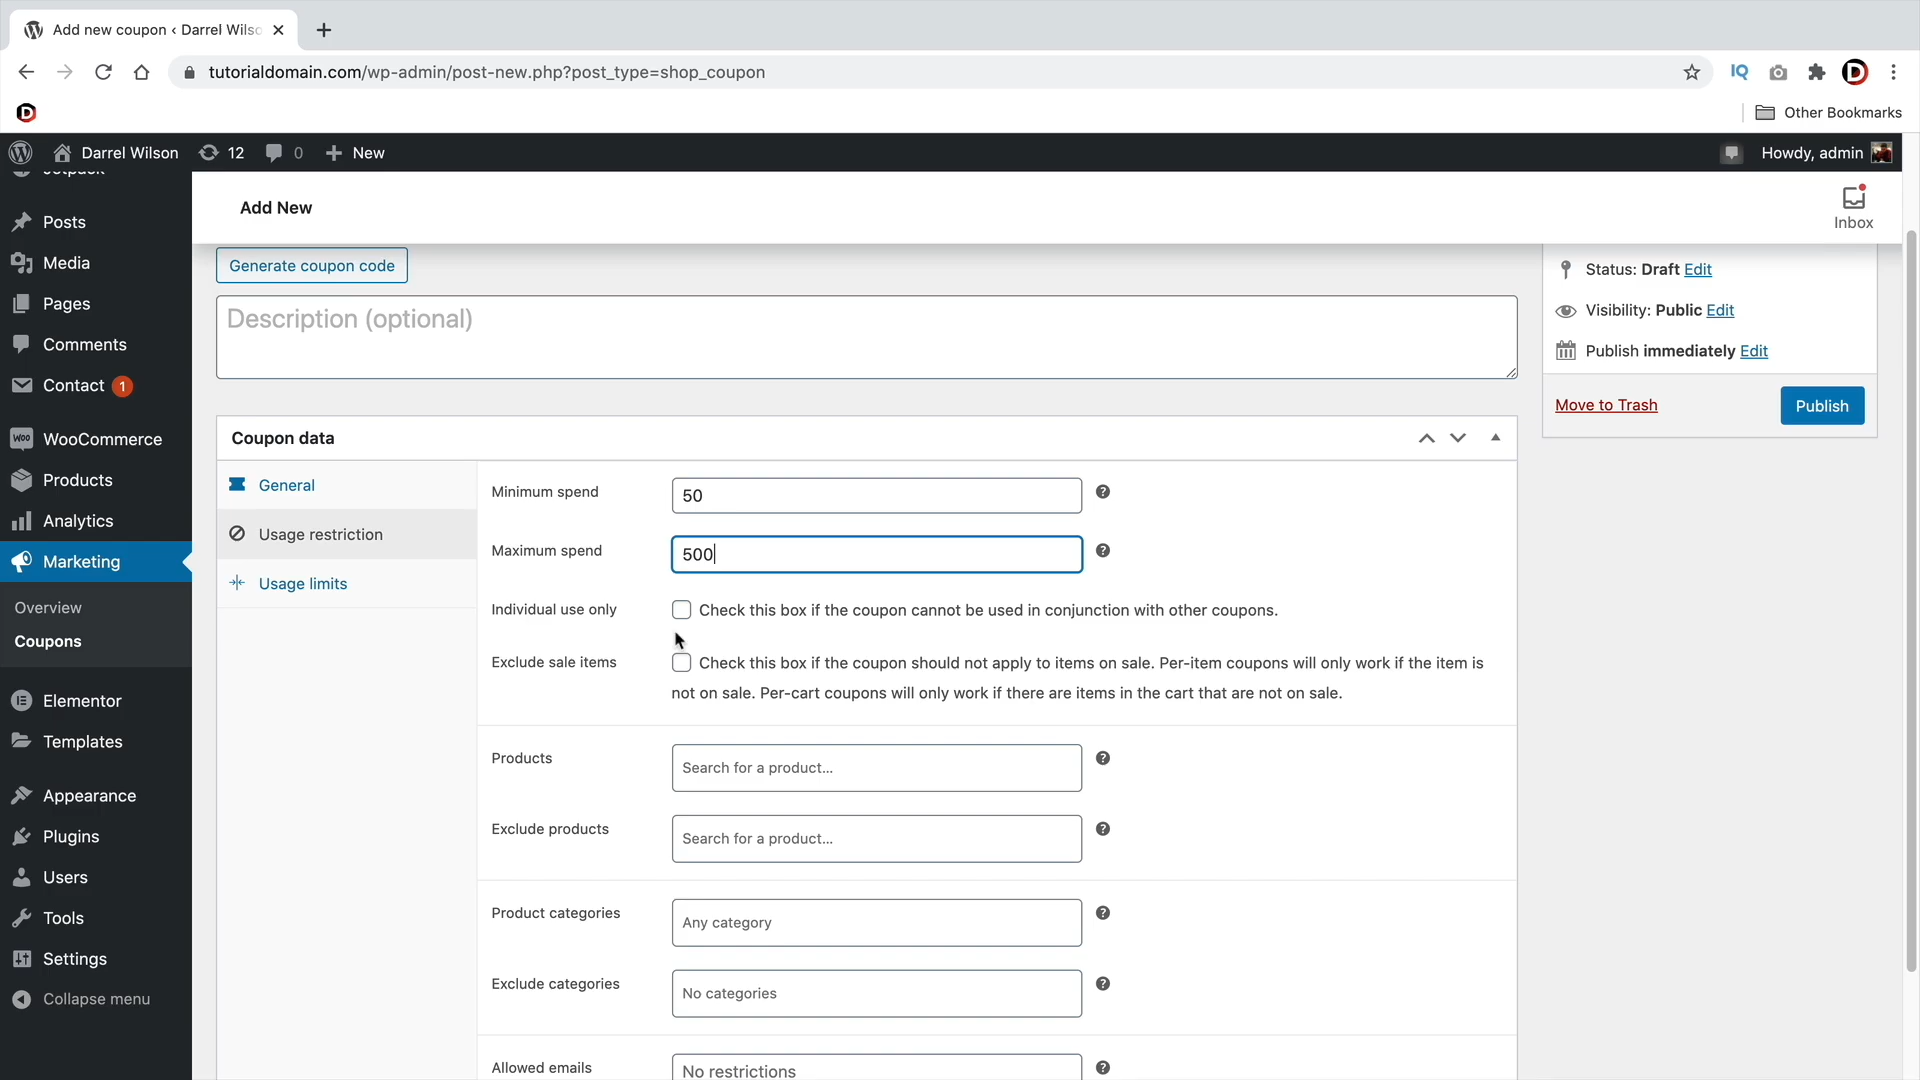 Add new coupon ‹ Darrel Wilso
tutorialdomain.com/wp-admin/post-new.php?post_type=shop_coupon
IQ
D
D
Other Bookmarks
Darrel Wilson
12
0
New
Howdy, admin
Jetpack
Posts
Media
Pages
Comments
Contact 1
WooCommerce
Products
Analytics
Marketing
Overview
Coupons
Elementor
Templates
Appearance
Plugins
Users
Tools
Settings
Collapse menu
Add New
Inbox
Generate coupon code
Description (optional)
Status: Draft Edit
Visibility: Public Edit
Publish immediately Edit
Move to Trash
Publish
Coupon data
General
Usage restriction
Usage limits
Minimum spend
50
Maximum spend
500
Individual use only
Check this box if the coupon cannot be used in conjunction with other coupons.
Exclude sale items
Check this box if the coupon should not apply to items on sale. Per-item coupons will only work if the item is
not on sale. Per-cart coupons will only work if there are items in the cart that are not on sale.
Products
Search for a product…
Exclude products
Search for a product…
Product categories
Any category
Exclude categories
No categories
Allowed emails
No restrictions